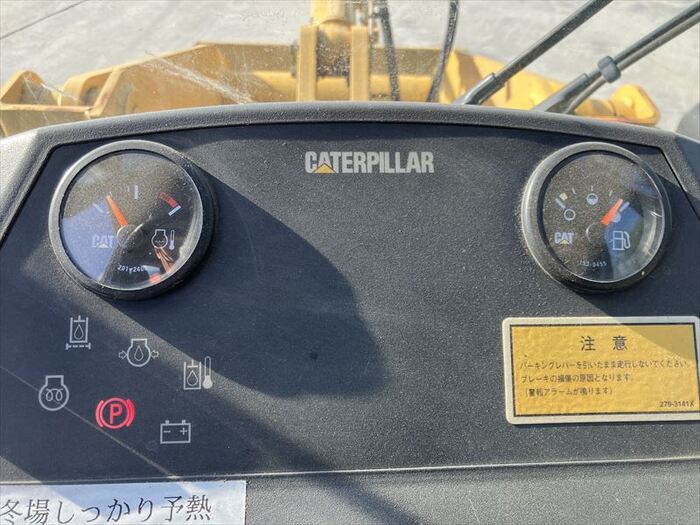 CATERPILLAR
CAT
CAT
注 意
パーキングレバーを引いたまま走行しないでください。
ブレーキの損傷の原因となります。
(警報アラームが鳴ります)
279-3141X
P
冬場しっかり予熱